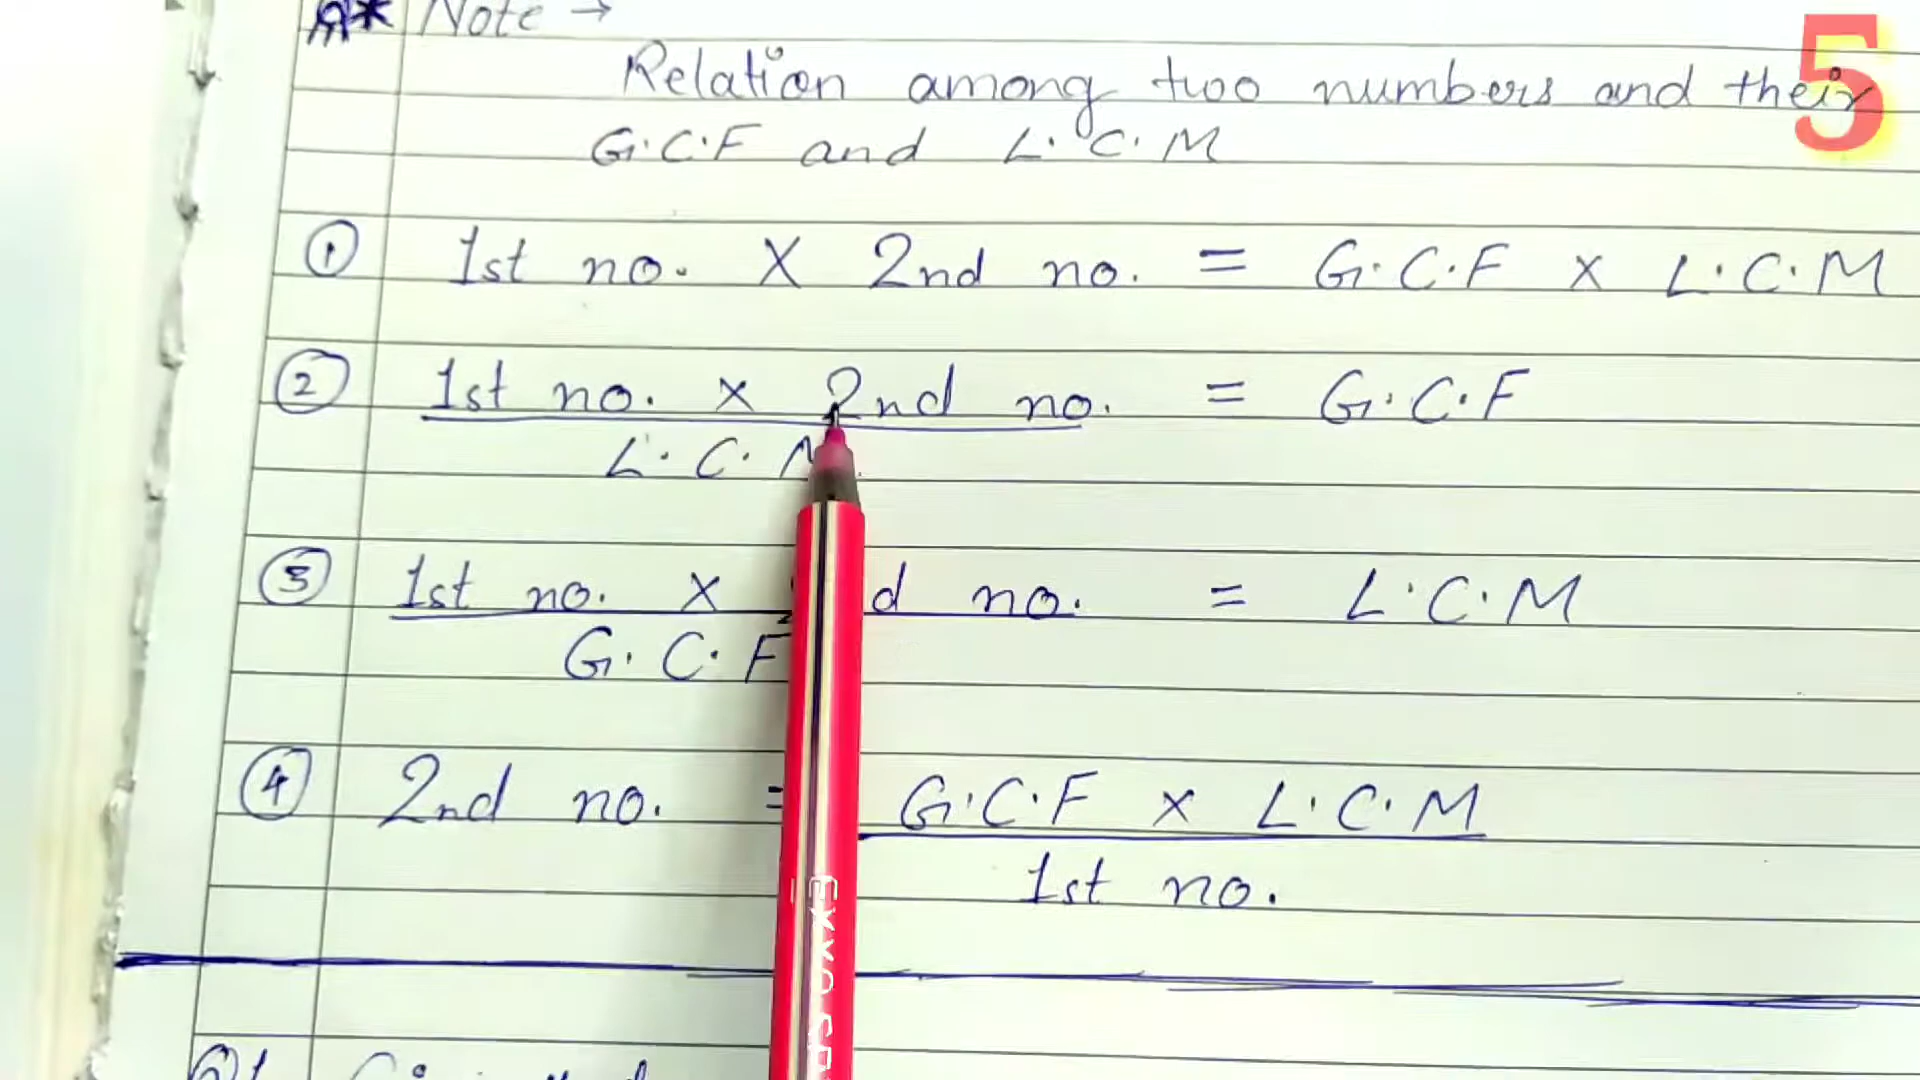 * Note →
5
Relation among two numbers and their
G.C.F and L.C.M
① 1st no. X 2nd no. = G.C.F x L.C.M
② 1st no. x 2nd no. = G.C.F
L.C.M
③ 1st no. x d no. = L.C.M
G.C.F
④ 2nd no. = G.C.F x L.C.M
1st no.